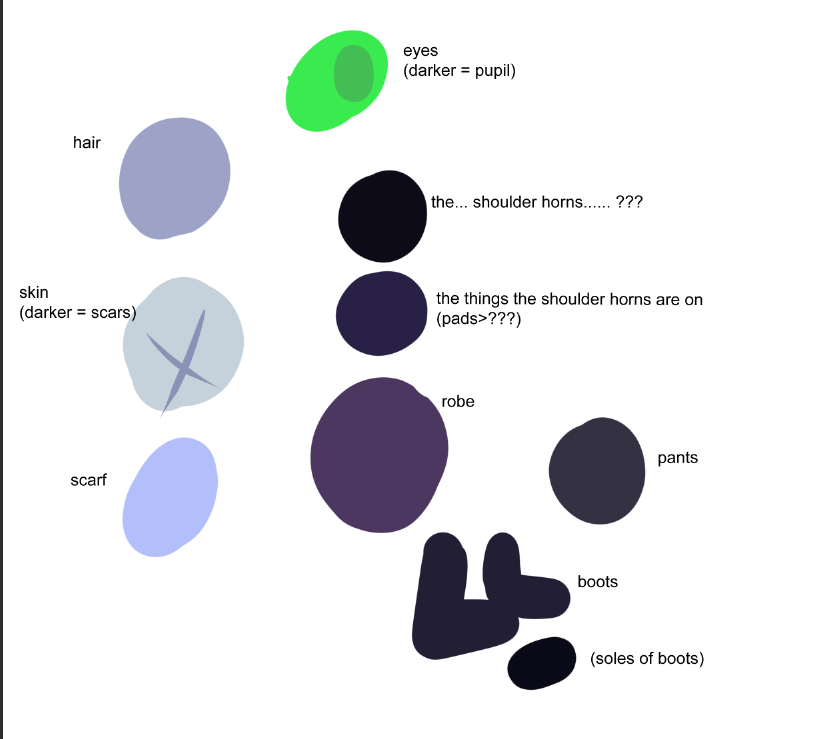 eyes
(darker = pupil)
hair
the... shoulder horns...... ???
skin
(darker = scars)
the things the shoulder horns are on
(pads>???)
robe
pants
scarf
boots
(soles of boots)